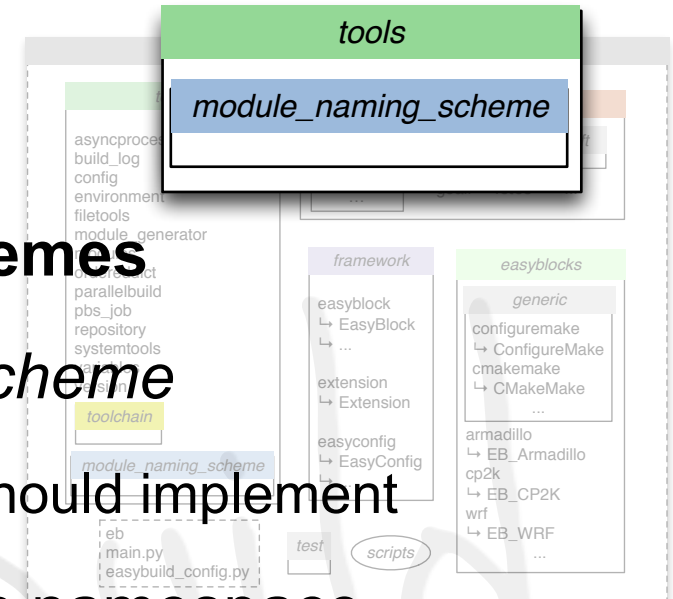 tools
module_naming_scheme
asyncproce
build_log
config
environment
filetools
module_generator
emes
parallelbuild
pbs_job
repository
systemtools
cheme
toolchain
module_naming_scheme
hould implement
eb
main.py
easybuild_config.py
test
scripts
framework
easyblock
↳ EasyBlock
↳ ...
extension
↳ Extension
easyconfig
↳ EasyConfig
↳
easyblocks
generic
configuremake
↳ ConfigureMake
cmakemake
↳ CMakeMake
...
armadillo
↳ EB_Armadillo
cp2k
↳ EB_CP2K
wrf
↳ EB_WRF
...
namespace